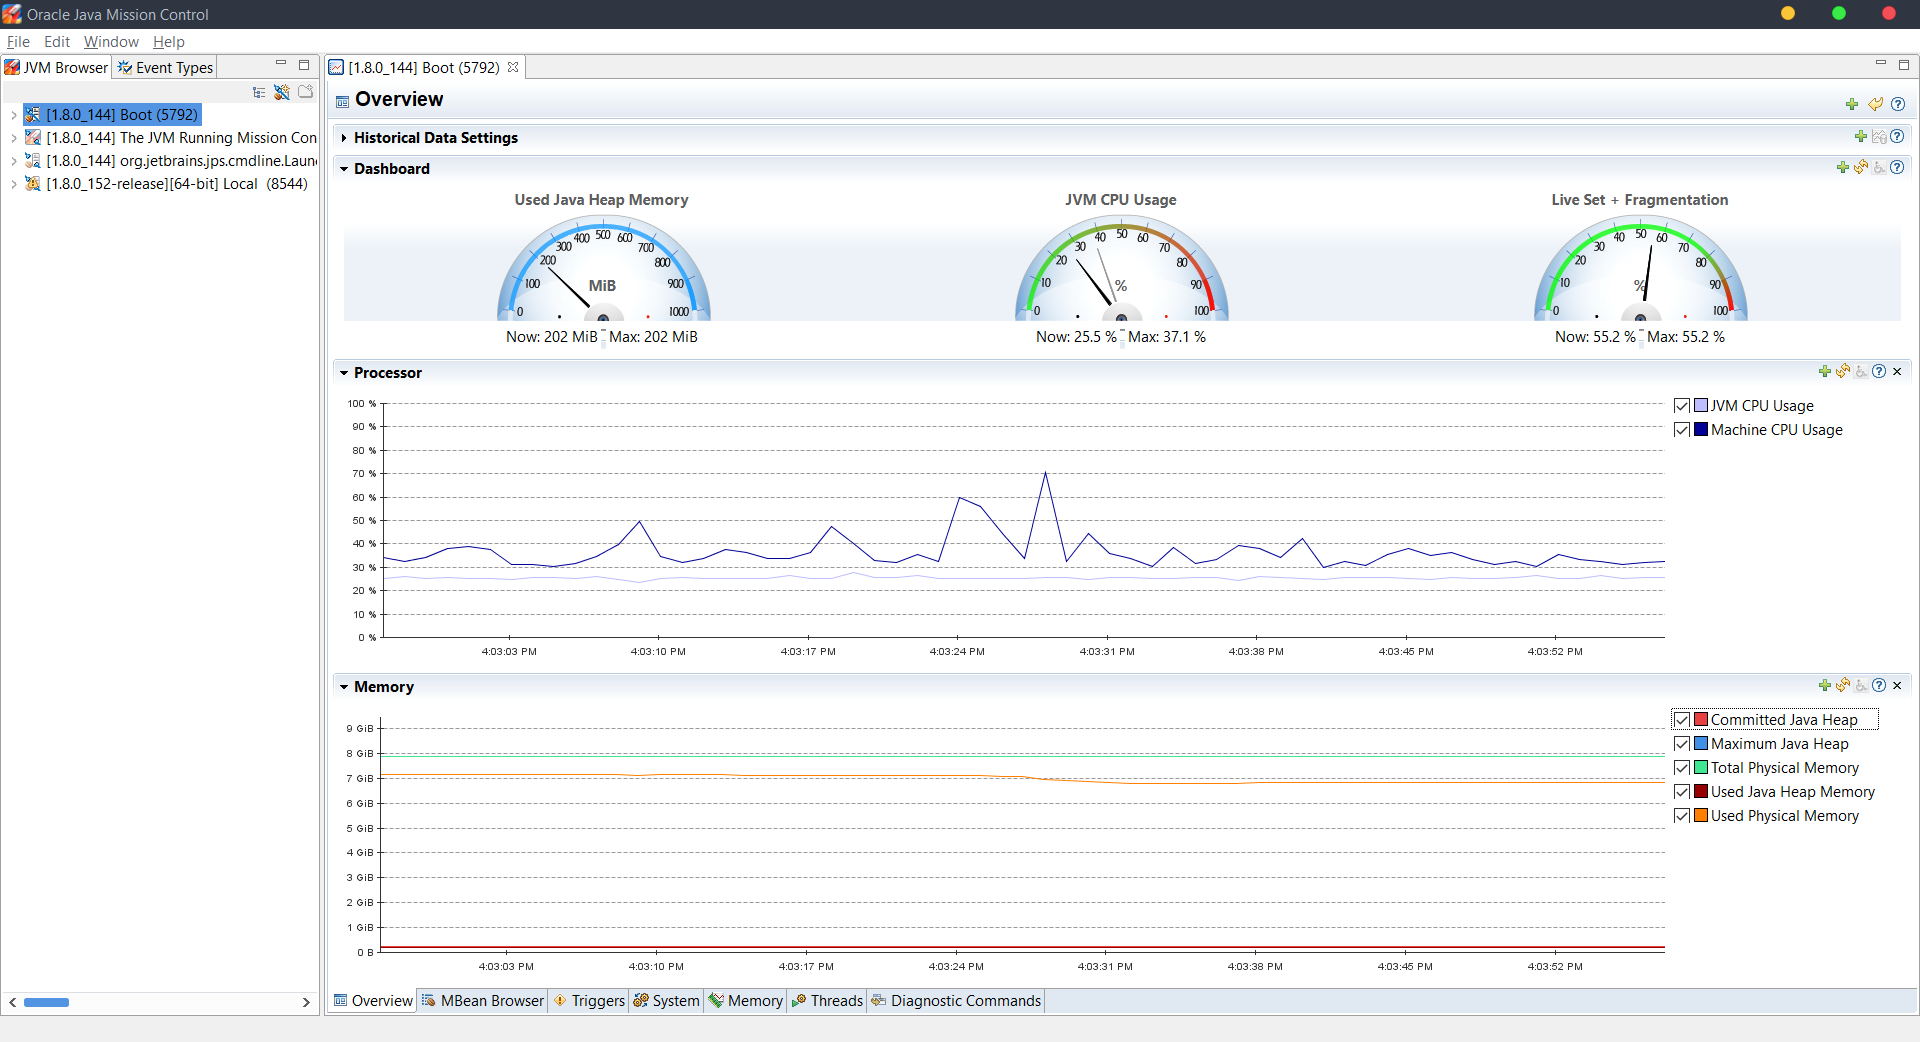 Oracle Java Mission Control
File Edit Window Help
JVM Browser Event Types
[1.8.0_144] Boot (5792)
[1.8.0_144] The JVM Running Mission Con
[1.8.0_144] org.jetbrains.jps.cmdline.Laun
[1.8.0_152-release][64-bit] Local (8544)
[1.8.0_144] Boot (5792)
Overview
Historical Data Settings
Dashboard
Used Java Heap Memory
0 100 200 300 400 500 600 700 800 900 1000
MiB
Now: 202 MiB Max: 202 MiB
JVM CPU Usage
0 10 20 30 40 50 60 70 80 90 100
%
Now: 25.5 % Max: 37.1 %
Live Set + Fragmentation
0 10 20 30 40 50 60 70 80 90 100
%
Now: 55.2 % Max: 55.2 %
Processor
100 %
90 %
80 %
70 %
60 %
50 %
40 %
30 %
20 %
10 %
0 %
4:03:03 PM 4:03:10 PM 4:03:17 PM 4:03:24 PM 4:03:31 PM 4:03:38 PM 4:03:45 PM 4:03:52 PM
JVM CPU Usage
Machine CPU Usage
Memory
9 GiB
8 GiB
7 GiB
6 GiB
5 GiB
4 GiB
3 GiB
2 GiB
1 GiB
0 B
4:03:03 PM 4:03:10 PM 4:03:17 PM 4:03:24 PM 4:03:31 PM 4:03:38 PM 4:03:45 PM 4:03:52 PM
Committed Java Heap
Maximum Java Heap
Total Physical Memory
Used Java Heap Memory
Used Physical Memory
Overview MBean Browser Triggers System Memory Threads Diagnostic Commands